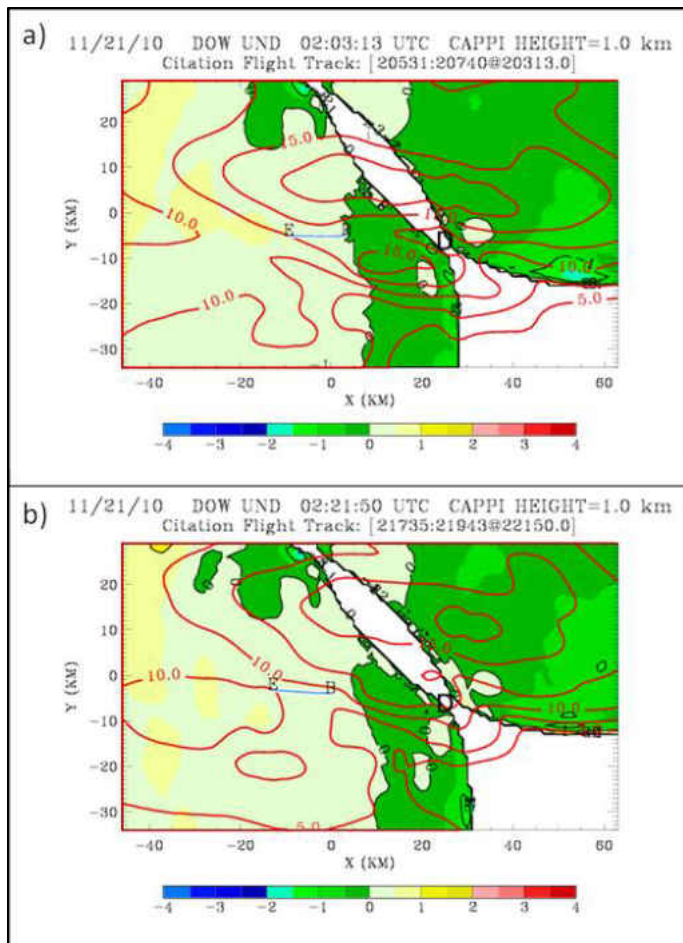 a)
11/21/10 DOW UND 02:03:13 UTC CAPPI HEIGHT=1.0 km
Citation Flight Track: [20531:20740@20313.0]
20
10
0
-10
-20
-30
Y (KM)
15.0
10.0
E
10.0
15.0
D
10.0
5.0
-40 -20 0 20 40 60
X (KM)
-4 -3 -2 -1 0 1 2 3 4
b)
11/21/10 DOW UND 02:21:50 UTC CAPPI HEIGHT=1.0 km
Citation Flight Track: [21735:21943@22150.0]
20
10
0
-10
-20
-30
Y (KM)
10.0
E B
D
10.0
5.0
-40 -20 0 20 40 60
X (KM)
-4 -3 -2 -1 0 1 2 3 4